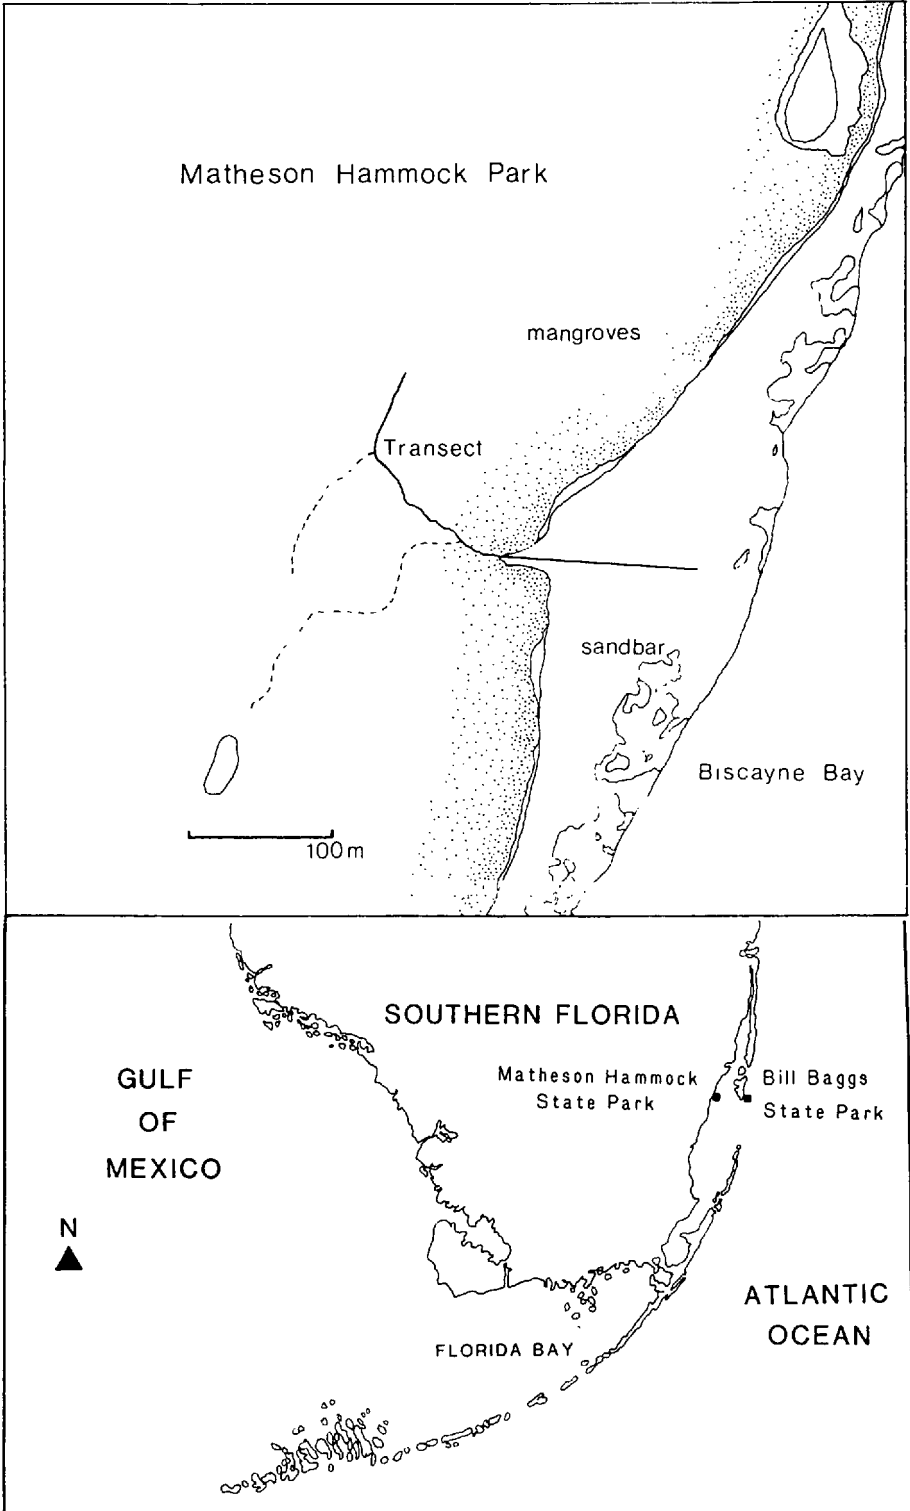 Matheson Hammock Park
mangroves
Transect
sandbar
Biscayne Bay
100m
SOUTHERN FLORIDA
GULF
OF
MEXICO
Matheson Hammock
State Park
Bill Baggs
State Park
N
ATLANTIC
OCEAN
FLORIDA BAY